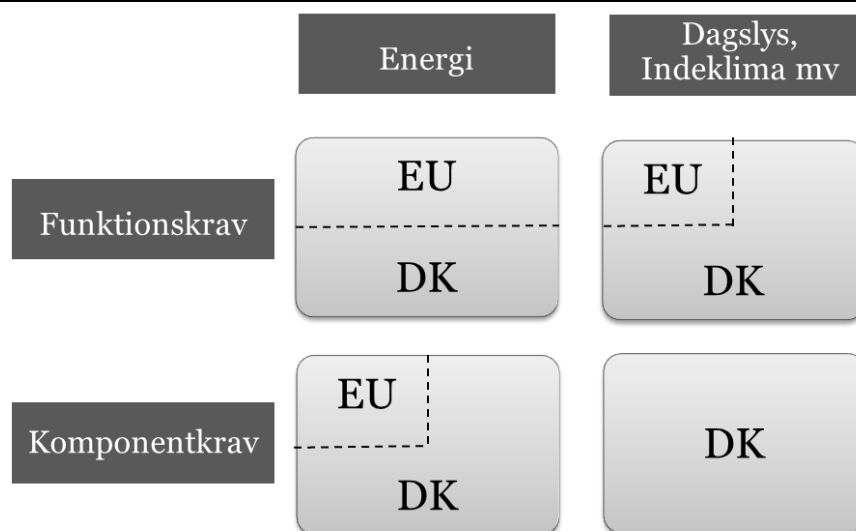 Energi
Dagslys,
Indeklima mv
Funktionskrav
EU
DK
EU
DK
Komponentkrav
EU
DK
DK